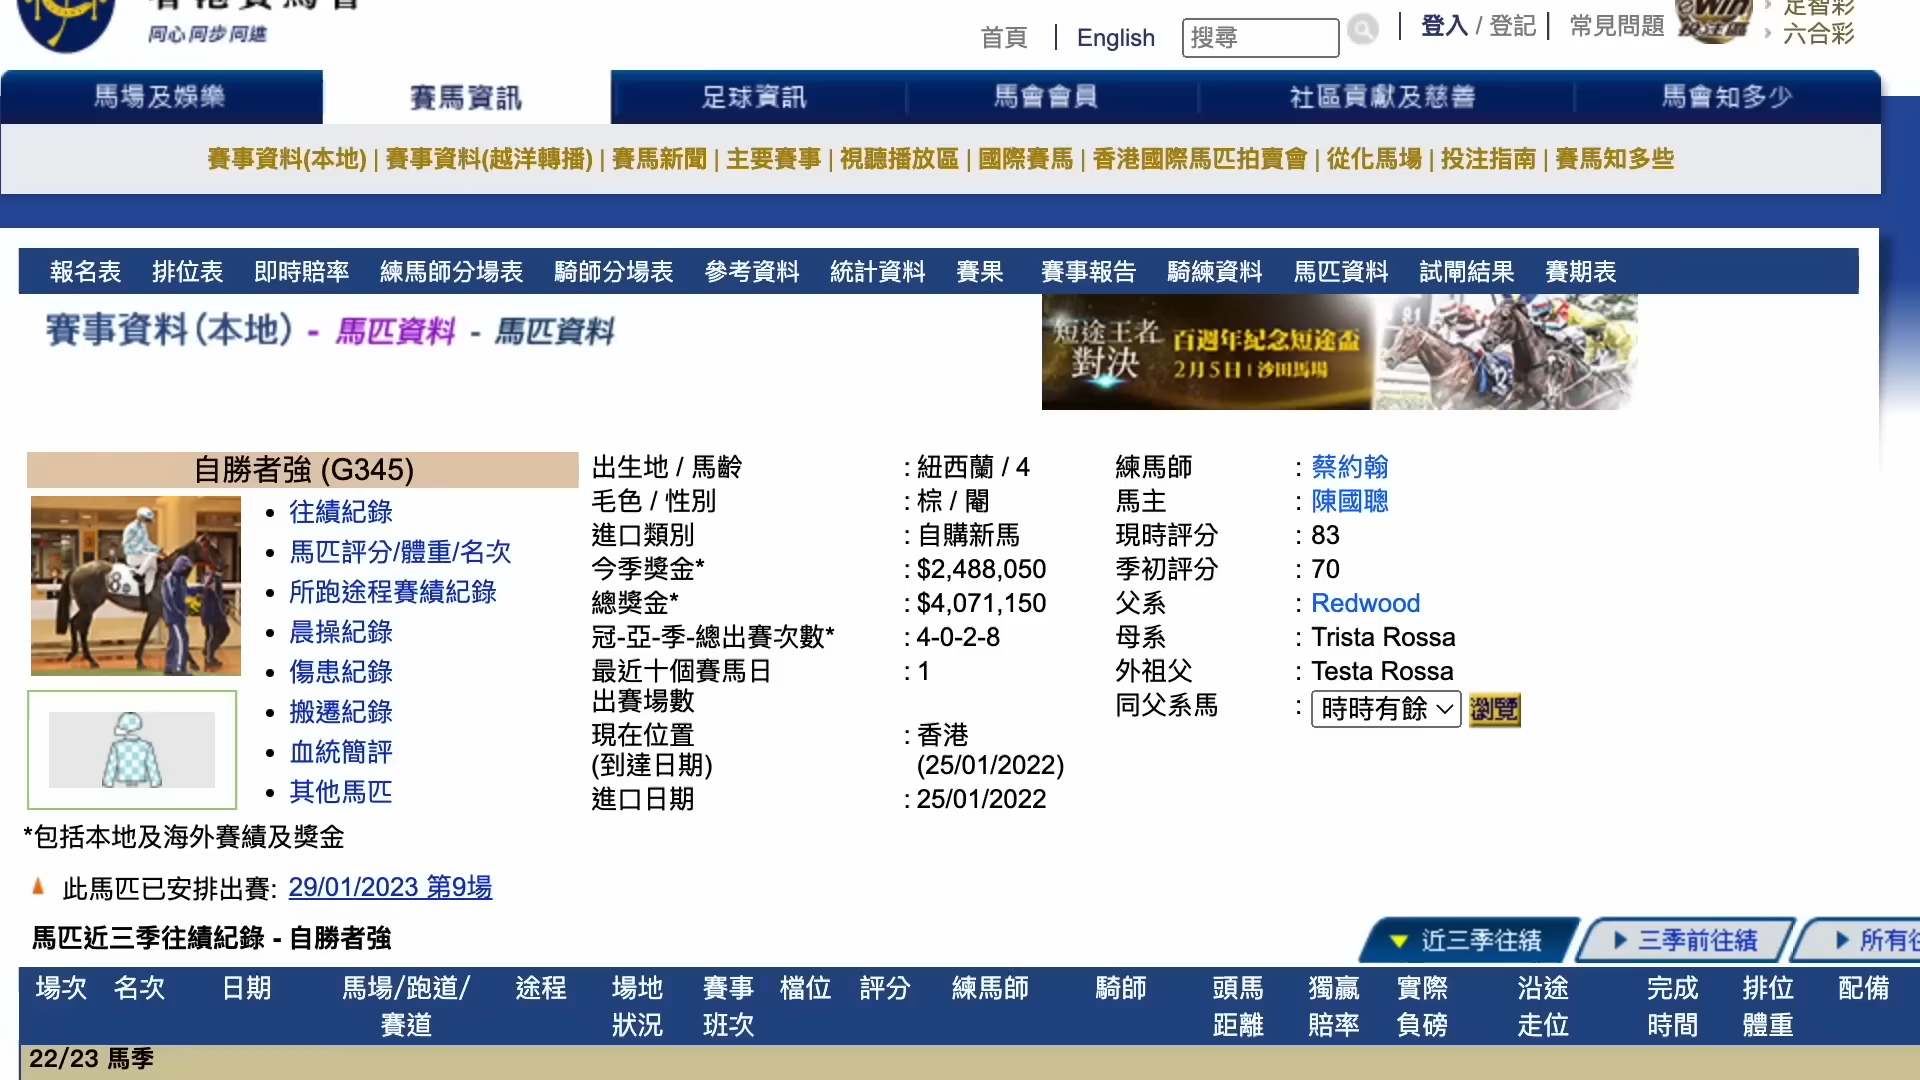 同心同步同進
足智彩
首頁 | English 搜尋 | 登入 / 登記 | 常見問題
eWin
投注區
六合彩
馬場及娛樂 賽馬資訊 足球資訊 馬會會員 社區貢獻及慈善 馬會知多少
賽事資料(本地) | 賽事資料(越洋轉播) | 賽馬新聞 | 主要賽事 | 視聽播放區 | 國際賽馬 | 香港國際馬匹拍賣會 | 從化馬場 | 投注指南 | 賽馬知多些
報名表 排位表 即時賠率 練馬師分場表 騎師分場表 參考資料 統計資料 賽果 賽事報告 騎練資料 馬匹資料 試閘結果 賽期表
賽事資料(本地) - 馬匹資料 - 馬匹資料
短途王者
對決
百週年紀念短途盃
2月5日 | 沙田馬場
自勝者強 (G345)
往績紀錄
馬匹評分/體重/名次
所跑途程賽績紀錄
晨操紀錄
傷患紀錄
搬遷紀錄
血統簡評
其他馬匹
出生地 / 馬齡 : 紐西蘭 / 4
毛色 / 性別 : 棕 / 閹
進口類別 : 自購新馬
今季獎金* : $2,488,050
總獎金* : $4,071,150
冠-亞-季-總出賽次數* : 4-0-2-8
最近十個賽馬日 : 1
出賽場數
現在位置 : 香港
(到達日期) (25/01/2022)
進口日期 : 25/01/2022
練馬師 : 蔡約翰
馬主 : 陳國聰
現時評分 : 83
季初評分 : 70
父系 : Redwood
母系 : Trista Rossa
外祖父 : Testa Rossa
同父系馬 : 時時有餘 瀏覽
*包括本地及海外賽績及獎金
此馬匹已安排出賽: 29/01/2023 第9場
馬匹近三季往績紀錄 - 自勝者強
近三季往績 三季前往績 所有往
場次 名次 日期 馬場/跑道/ 途程 場地 賽事 檔位 評分 練馬師 騎師 頭馬 獨贏 實際 沿途 完成 排位 配備
賽道 狀況 班次 距離 賠率 負磅 走位 時間 體重
22/23 馬季